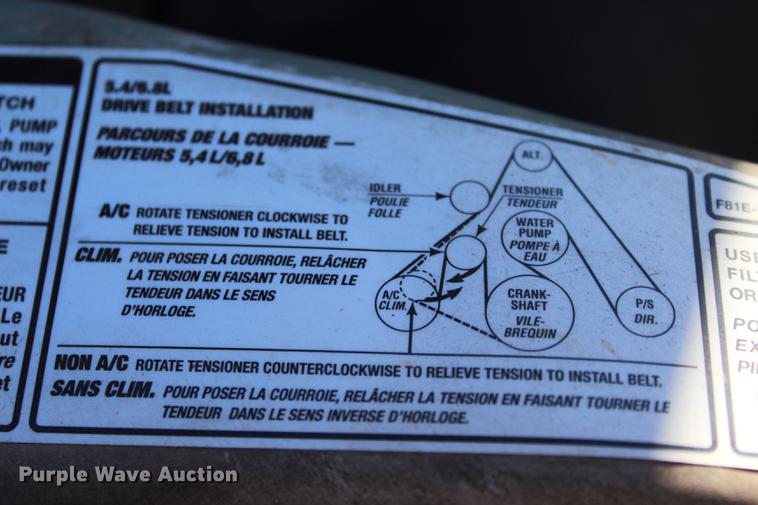 TCH
PUMP
ch may
Owner
reset
E
EUR
Le
out
re
et
5.4/6.8L
DRIVE BELT INSTALLATION
PARCOURS DE LA COURROIE —
MOTEURS 5,4 L/6,8 L
A/C ROTATE TENSIONER CLOCKWISE TO
RELIEVE TENSION TO INSTALL BELT.
CLIM. POUR POSER LA COURROIE, RELÂCHER
LA TENSION EN FAISANT TOURNER LE
TENDEUR DANS LE SENS
D'HORLOGE.
ALT.
IDLER
POULIE
FOLLE
TENSIONER
TENDEUR
WATER
PUMP
POMPE À
EAU
A/C
CLIM.
CRANK-
SHAFT
VILE-
BREQUIN
P/S
DIR.
NON A/C ROTATE TENSIONER COUNTERCLOCKWISE TO RELIEVE TENSION TO INSTALL BELT.
SANS CLIM. POUR POSER LA COURROIE, RELÂCHER LA TENSION EN FAISANT TOURNER LE
TENDEUR DANS LE SENS INVERSE D'HORLOGE.
F81E-
USE
FILT
OR
PO
EX
PI
Purple Wave Auction